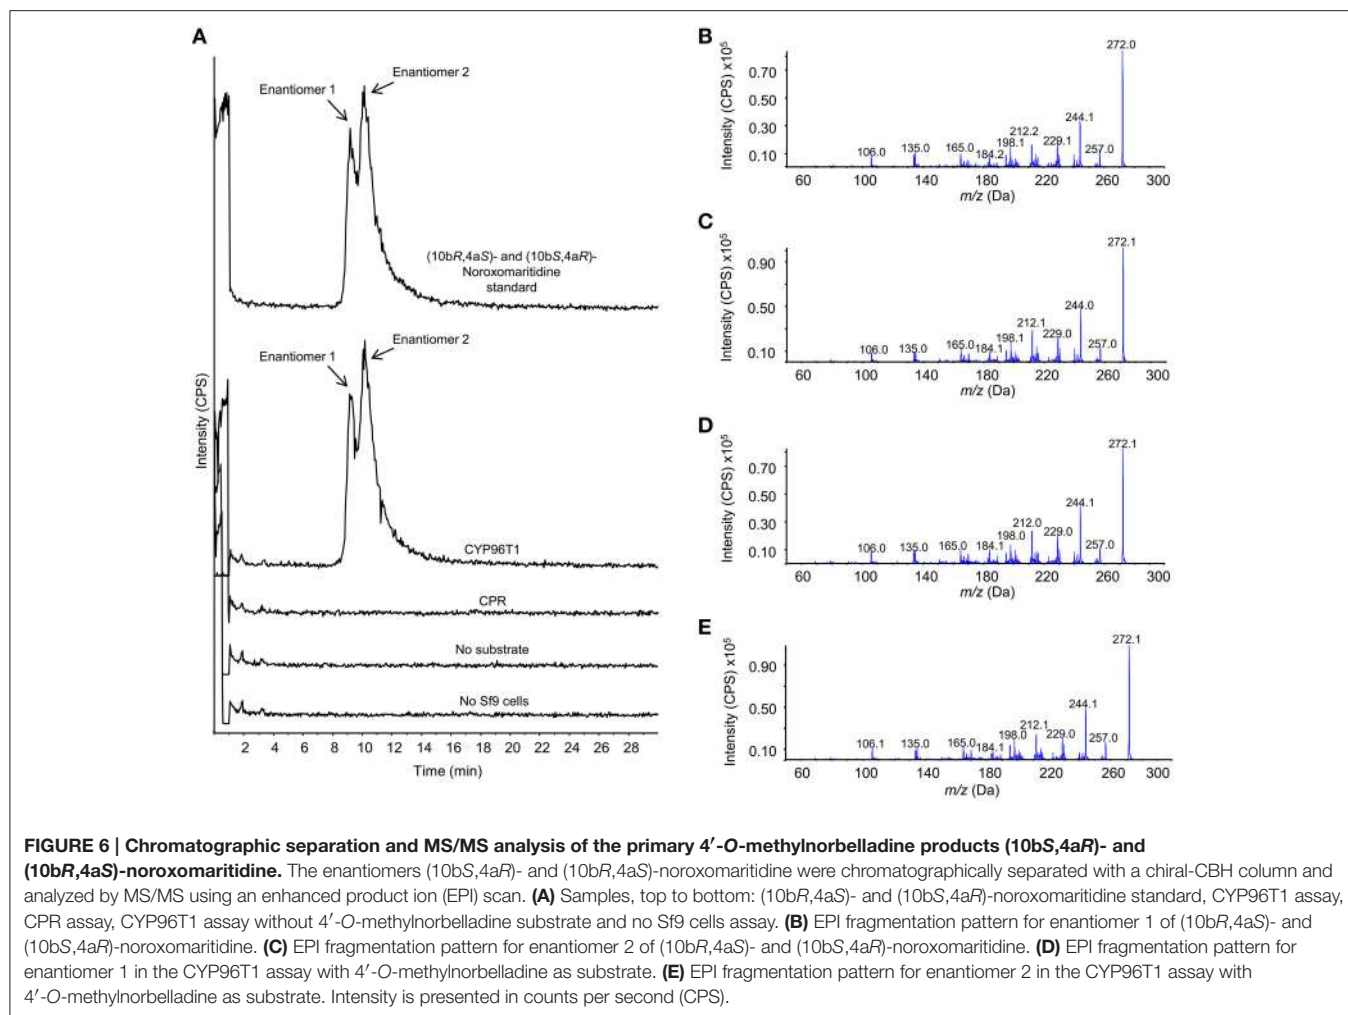 A
Enantiomer 2
Enantiomer 1
(10bR,4aS)- and (10bS,4aR)-
Noroxomaritidine
standard
Enantiomer 2
Enantiomer 1
Intensity (CPS)
CYP96T1
CPR
No substrate
No Sf9 cells
2 4 6 8 10 12 14 16 18 20 22 24 26 28
Time (min)
B
Intensity (CPS) x10⁵
0.70
0.50
0.30
0.10
106.0 135.0 165.0 184.2 198.1 212.2 229.1 244.1 257.0 272.0
60 100 140 180 220 260 300
m/z (Da)
C
Intensity (CPS) x10⁵
0.90
0.50
0.10
106.0 135.0 165.0 184.1 198.1 212.1 229.0 244.0 257.0 272.1
60 100 140 180 220 260 300
m/z (Da)
D
Intensity (CPS) x10⁵
0.70
0.50
0.30
0.10
106.0 135.0 165.0 184.1 198.0 212.0 229.0 244.1 257.0 272.1
60 100 140 180 220 260 300
m/z (Da)
E
Intensity (CPS) x10⁵
0.90
0.50
0.10
106.1 135.0 165.0 184.1 198.0 212.1 229.0 244.1 257.0 272.1
60 100 140 180 220 260 300
m/z (Da)
FIGURE 6 | Chromatographic separation and MS/MS analysis of the primary 4′-O-methylnorbelladine products (10bS,4aR)- and
(10bR,4aS)-noroxomaritidine. The enantiomers (10bS,4aR)- and (10bR,4aS)-noroxomaritidine were chromatographically separated with a chiral-CBH column and
analyzed by MS/MS using an enhanced product ion (EPI) scan. (A) Samples, top to bottom: (10bR,4aS)- and (10bS,4aR)-noroxomaritidine standard, CYP96T1 assay,
CPR assay, CYP96T1 assay without 4′-O-methylnorbelladine substrate and no Sf9 cells assay. (B) EPI fragmentation pattern for enantiomer 1 of (10bR,4aS)- and
(10bS,4aR)-noroxomaritidine. (C) EPI fragmentation pattern for enantiomer 2 of (10bR,4aS)- and (10bS,4aR)-noroxomaritidine. (D) EPI fragmentation pattern for
enantiomer 1 in the CYP96T1 assay with 4′-O-methylnorbelladine as substrate. (E) EPI fragmentation pattern for enantiomer 2 in the CYP96T1 assay with
4′-O-methylnorbelladine as substrate. Intensity is presented in counts per second (CPS).